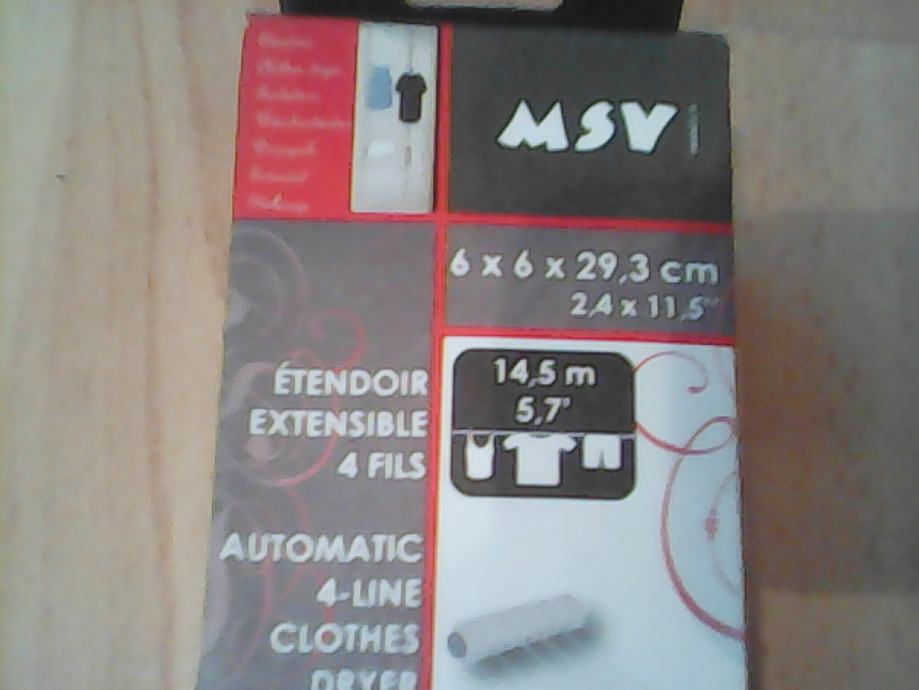 MSV
6 x 6 x 29,3 cm
2,4 x 11,5"
14,5 m
5,7'
ÉTENDOIR
EXTENSIBLE
4 FILS
AUTOMATIC
4-LINE
CLOTHES
DRYER